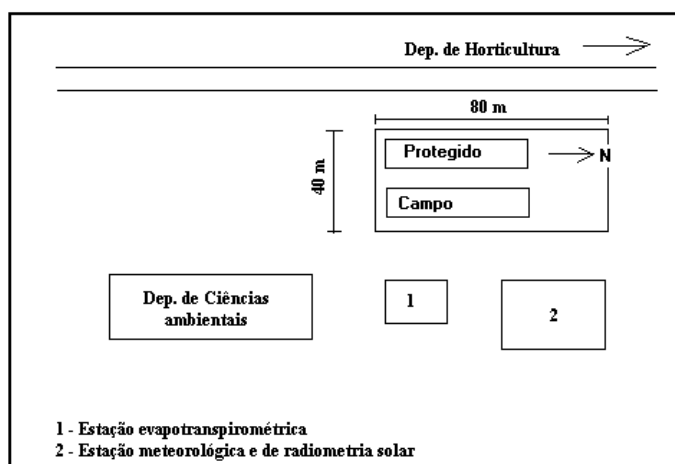 Dep. de Horticultura
80 m
40 m
Protegido
N
Campo
Dep. de Ciências
ambientais
1
2
1 - Estação evapotranspirométrica
2 - Estação meteorológica e de radiometria solar